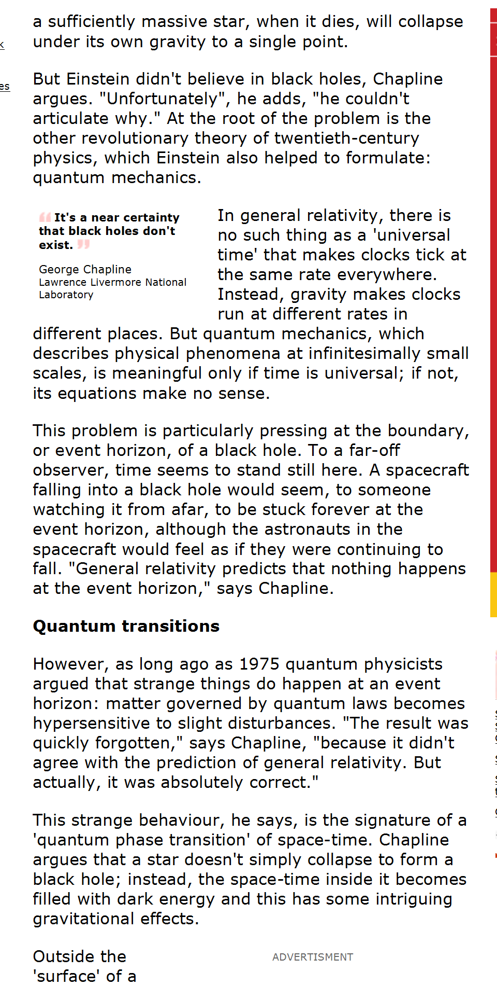 a sufficiently massive star, when it dies, will collapse
under its own gravity to a single point.
But Einstein didn't believe in black holes, Chapline
argues. "Unfortunately", he adds, "he couldn't
articulate why." At the root of the problem is the
other revolutionary theory of twentieth-century
physics, which Einstein also helped to formulate:
quantum mechanics.
“ It's a near certainty
that black holes don't
exist. ”
George Chapline
Lawrence Livermore National
Laboratory
In general relativity, there is
no such thing as a 'universal
time' that makes clocks tick at
the same rate everywhere.
Instead, gravity makes clocks
run at different rates in
different places. But quantum mechanics, which
describes physical phenomena at infinitesimally small
scales, is meaningful only if time is universal; if not,
its equations make no sense.
This problem is particularly pressing at the boundary,
or event horizon, of a black hole. To a far-off
observer, time seems to stand still here. A spacecraft
falling into a black hole would seem, to someone
watching it from afar, to be stuck forever at the
event horizon, although the astronauts in the
spacecraft would feel as if they were continuing to
fall. "General relativity predicts that nothing happens
at the event horizon," says Chapline.
Quantum transitions
However, as long ago as 1975 quantum physicists
argued that strange things do happen at an event
horizon: matter governed by quantum laws becomes
hypersensitive to slight disturbances. "The result was
quickly forgotten," says Chapline, "because it didn't
agree with the prediction of general relativity. But
actually, it was absolutely correct."
This strange behaviour, he says, is the signature of a
'quantum phase transition' of space-time. Chapline
argues that a star doesn't simply collapse to form a
black hole; instead, the space-time inside it becomes
filled with dark energy and this has some intriguing
gravitational effects.
Outside the
'surface' of a
ADVERTISMENT